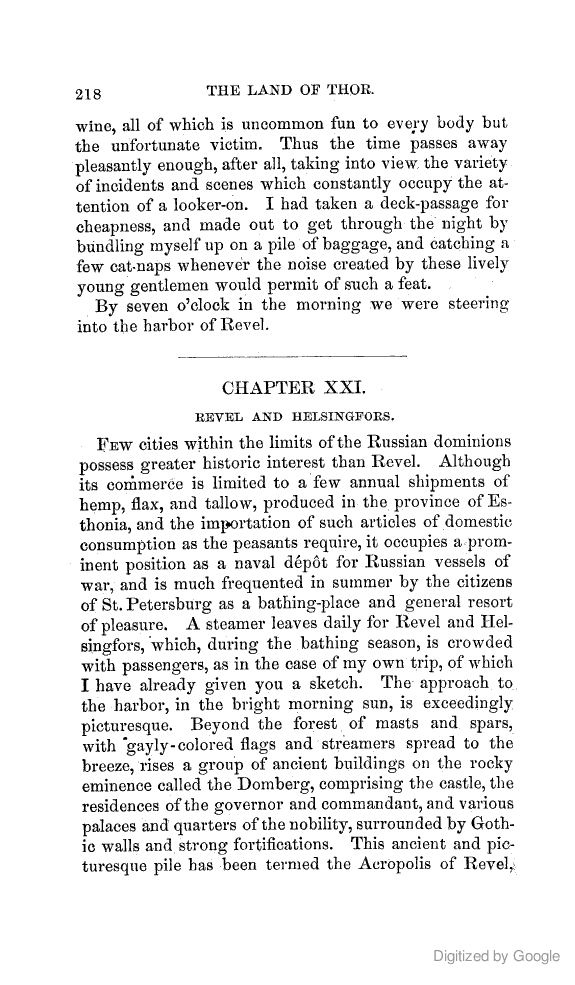 218 THE LAND OF THOR.
wine, all of which is uncommon fun to every body but
the unfortunate victim. Thus the time passes away
pleasantly enough, after all, taking into view the variety
of incidents and scenes which constantly occupy the at-
tention of a looker-on. I had taken a deck-passage for
cheapness, and made out to get through the night by
bundling myself up on a pile of baggage, and catching a
few cat-naps whenever the noise created by these lively
young gentlemen would permit of such a feat.
By seven o'clock in the morning we were steering
into the harbor of Revel.
CHAPTER XXI.
REVEL AND HELSINGFORS.
FEW cities within the limits of the Russian dominions
possess greater historic interest than Revel. Although
its commerce is limited to a few annual shipments of
hemp, flax, and tallow, produced in the province of Es-
thonia, and the importation of such articles of domestic
consumption as the peasants require, it occupies a prom-
inent position as a naval dépôt for Russian vessels of
war, and is much frequented in summer by the citizens
of St. Petersburg as a bathing-place and general resort
of pleasure. A steamer leaves daily for Revel and Hel-
singfors, which, during the bathing season, is crowded
with passengers, as in the case of my own trip, of which
I have already given you a sketch. The approach to
the harbor, in the bright morning sun, is exceedingly
picturesque. Beyond the forest of masts and spars,
with gayly-colored flags and streamers spread to the
breeze, rises a group of ancient buildings on the rocky
eminence called the Domberg, comprising the castle, the
residences of the governor and commandant, and various
palaces and quarters of the nobility, surrounded by Goth-
ic walls and strong fortifications. This ancient and pic-
turesque pile has been termed the Acropolis of Revel,
Digitized by Google